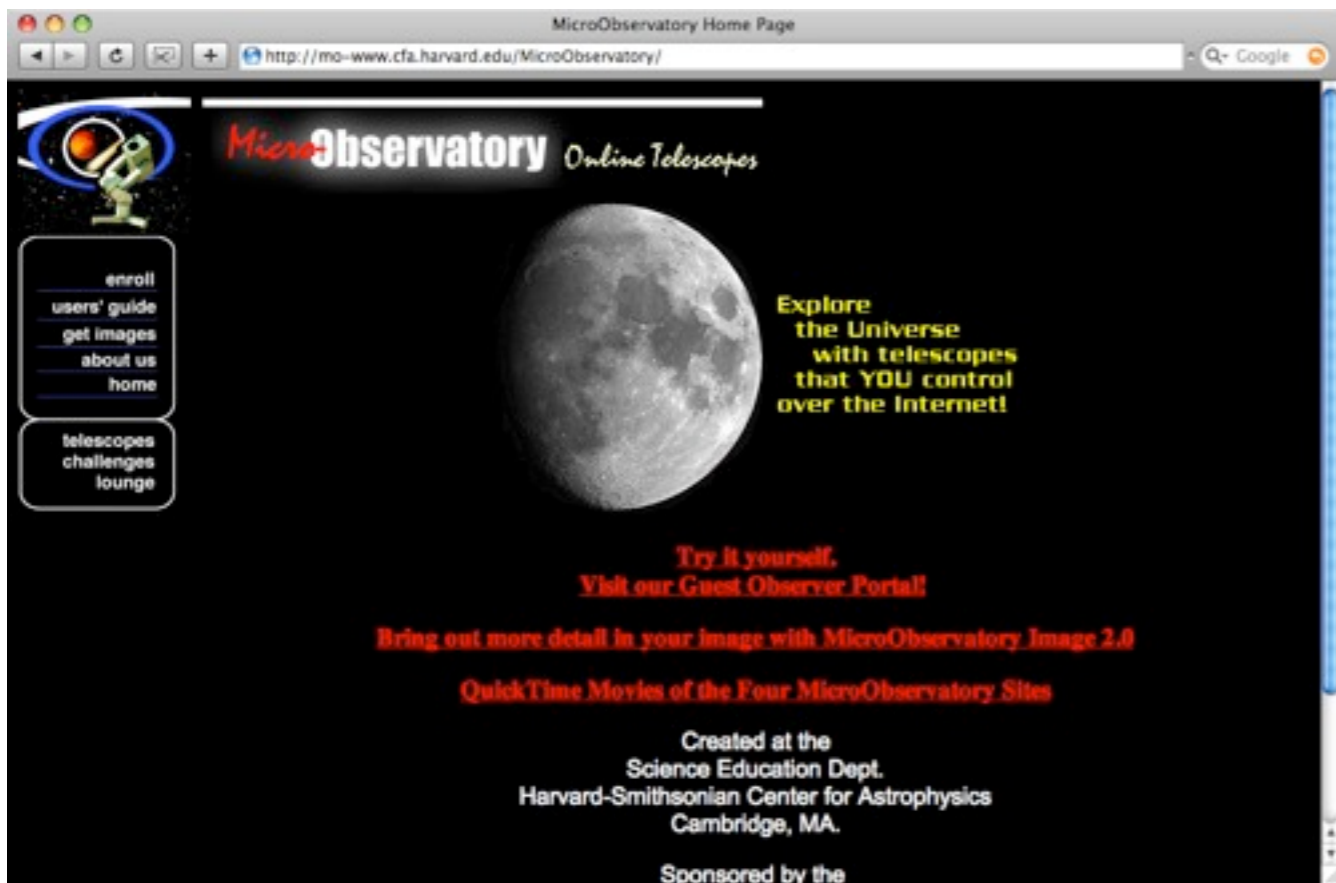 MicroObservatory Home Page
http://mo-www.cfa.harvard.edu/MicroObservatory/
Google
MicroObservatory Online Telescopes
enroll
users' guide
get images
about us
home
telescopes
challenges
lounge
Explore
the Universe
with telescopes
that YOU control
over the Internet!
Try it yourself.
Visit our Guest Observer Portal!
Bring out more detail in your image with MicroObservatory Image 2.0
QuickTime Movies of the Four MicroObservatory Sites
Created at the
Science Education Dept.
Harvard-Smithsonian Center for Astrophysics
Cambridge, MA.
Sponsored by the